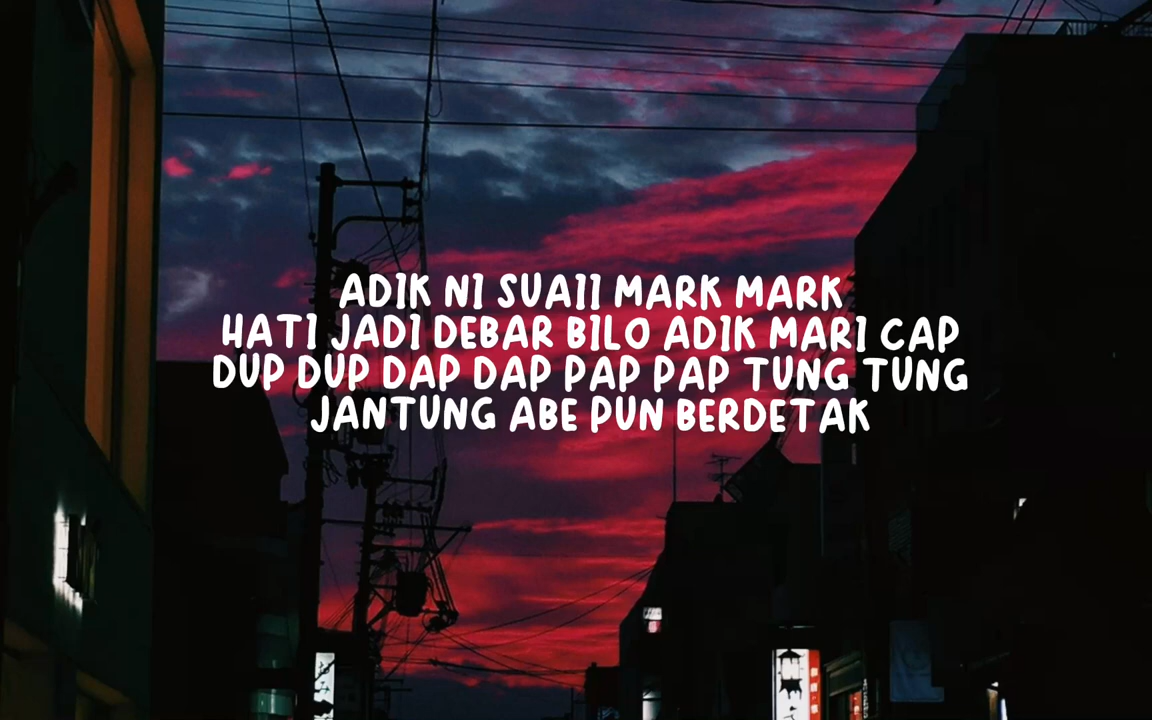 ADIK NI SUAII MARK MARK
HATI JADI DEBAR BILO ADIK MARI CAP
DUP DUP DAP DAP PAP PAP TUNG TUNG
JANTUNG ABE PUN BERDETAK